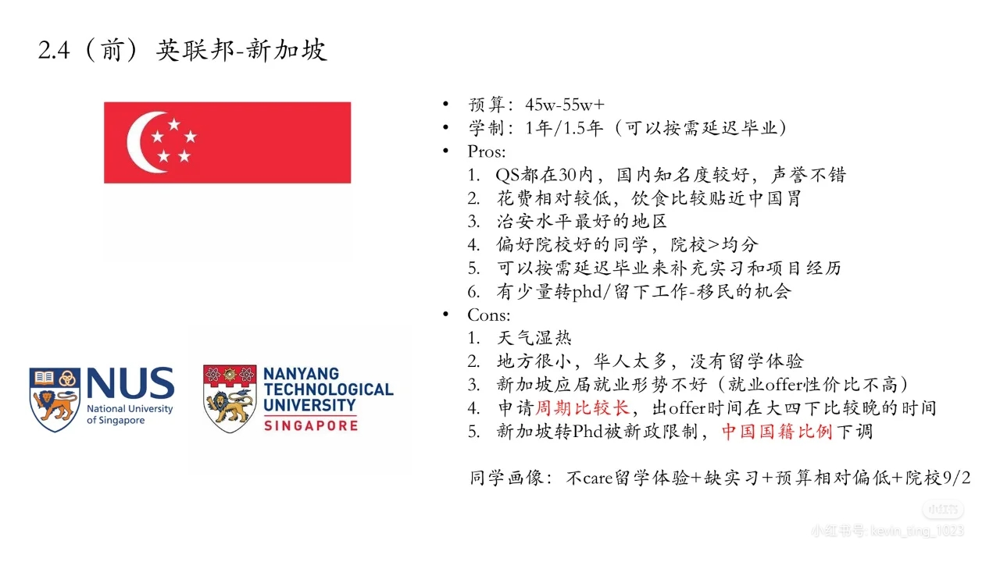 2.4（前）英联邦-新加坡
• 预算：45w-55w+
• 学制：1年/1.5年（可以按需延迟毕业）
• Pros:
1. QS都在30内，国内知名度较好，声誉不错
2. 花费相对较低，饮食比较贴近中国胃
3. 治安水平最好的地区
4. 偏好院校好的同学，院校>均分
5. 可以按需延迟毕业来补充实习和项目经历
6. 有少量转phd/留下工作-移民的机会
• Cons:
1. 天气湿热
2. 地方很小，华人太多，没有留学体验
3. 新加坡应届就业形势不好（就业offer性价比不高）
4. 申请周期比较长，出offer时间在大四下比较晚的时间
5. 新加坡转Phd被新政限制，中国国籍比例下调
同学画像：不care留学体验+缺实习+预算相对偏低+院校9/2
NUS
National University
of Singapore
NANYANG
TECHNOLOGICAL
UNIVERSITY
SINGAPORE
小红书
小红书号: kevin_ting_1023